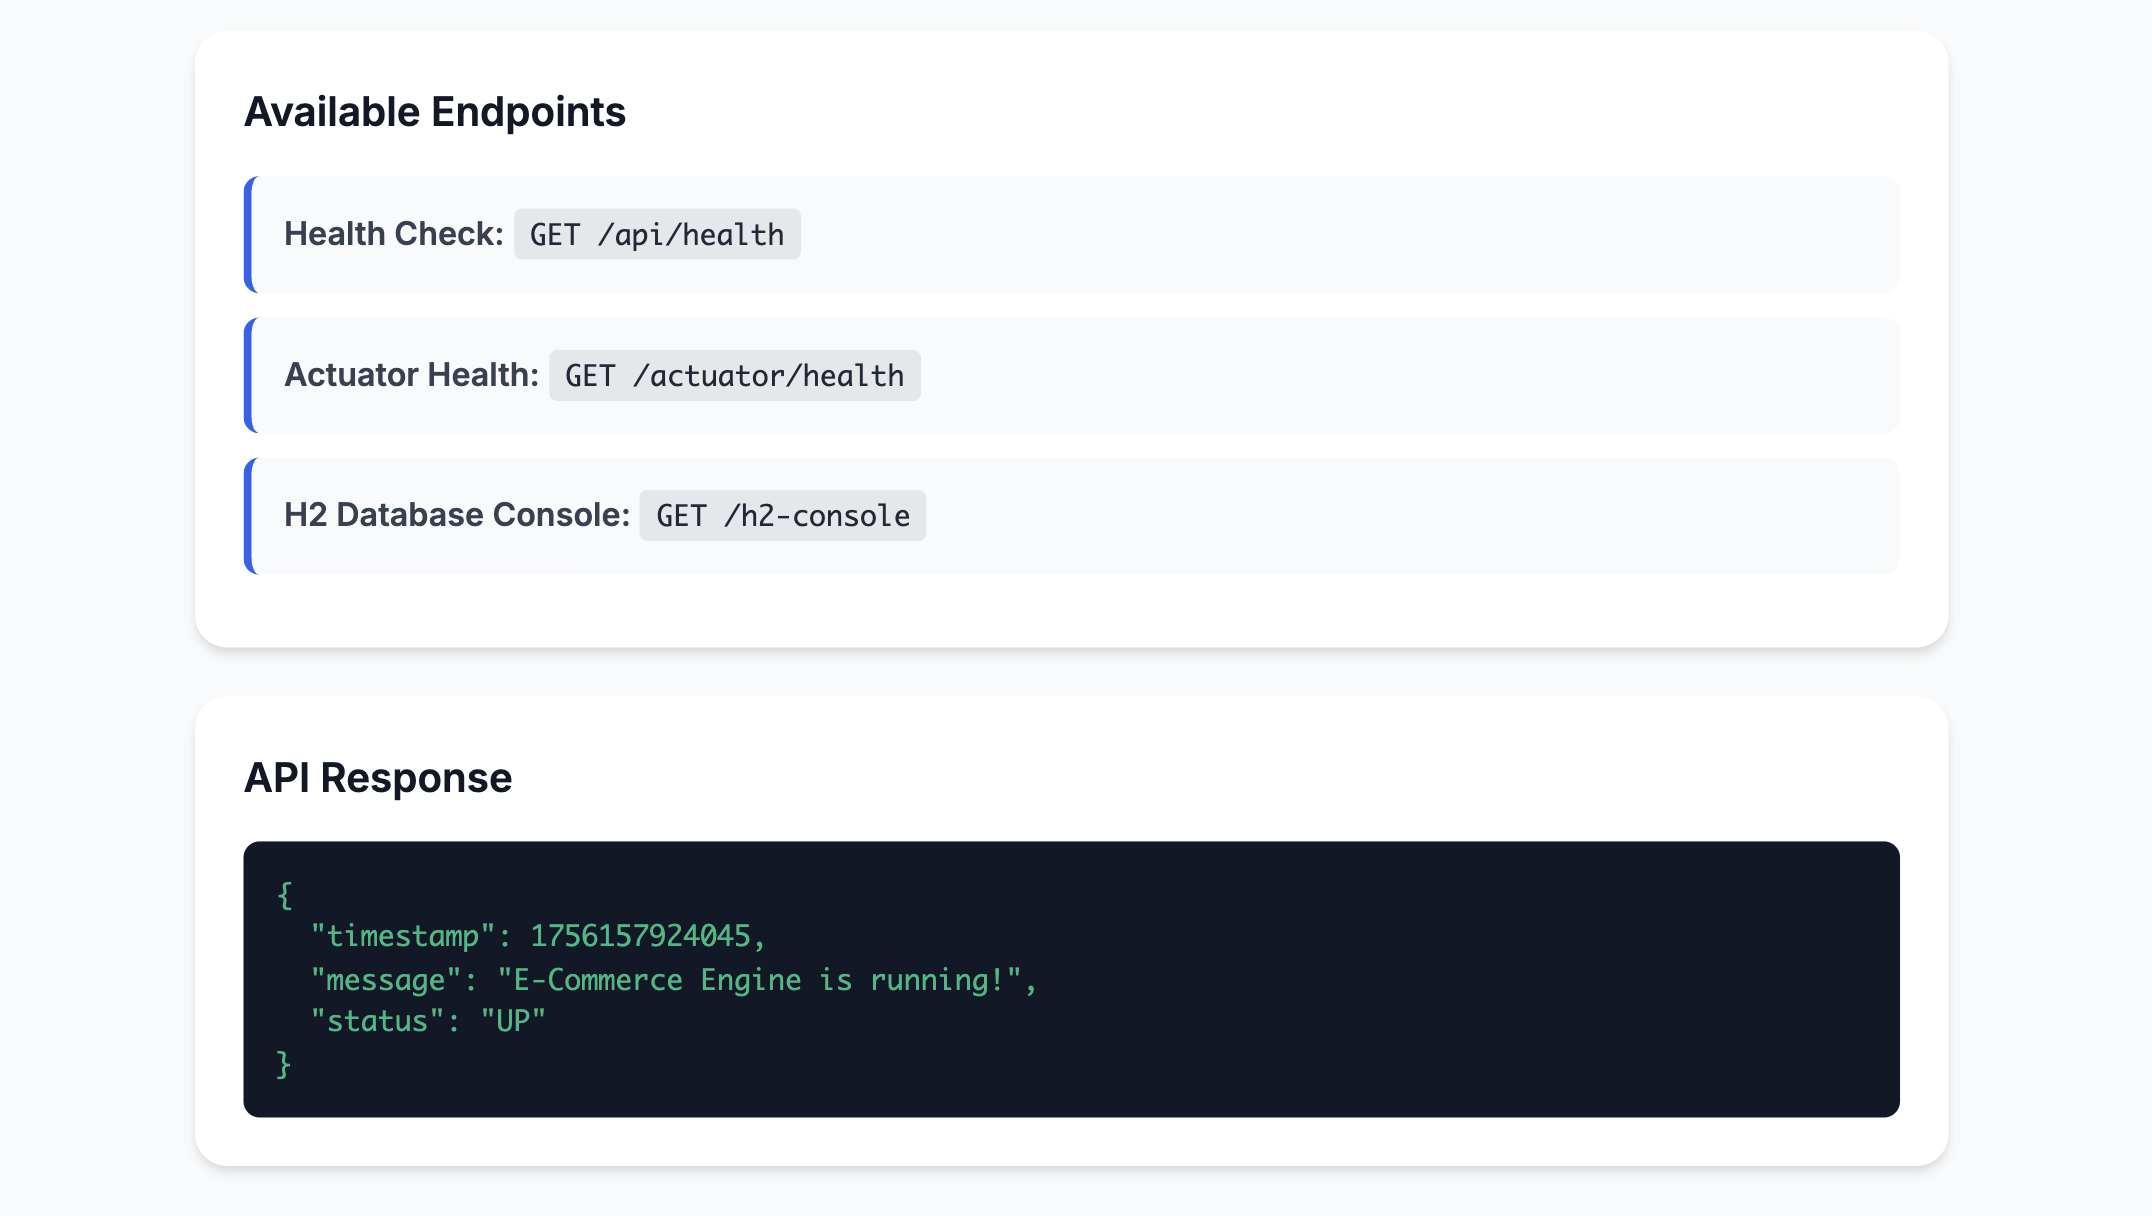 Available Endpoints
Health Check: GET /api/health
Actuator Health: GET /actuator/health
H2 Database Console: GET /h2-console
API Response
{
  "timestamp": 1756157924045,
  "message": "E-Commerce Engine is running!",
  "status": "UP"
}